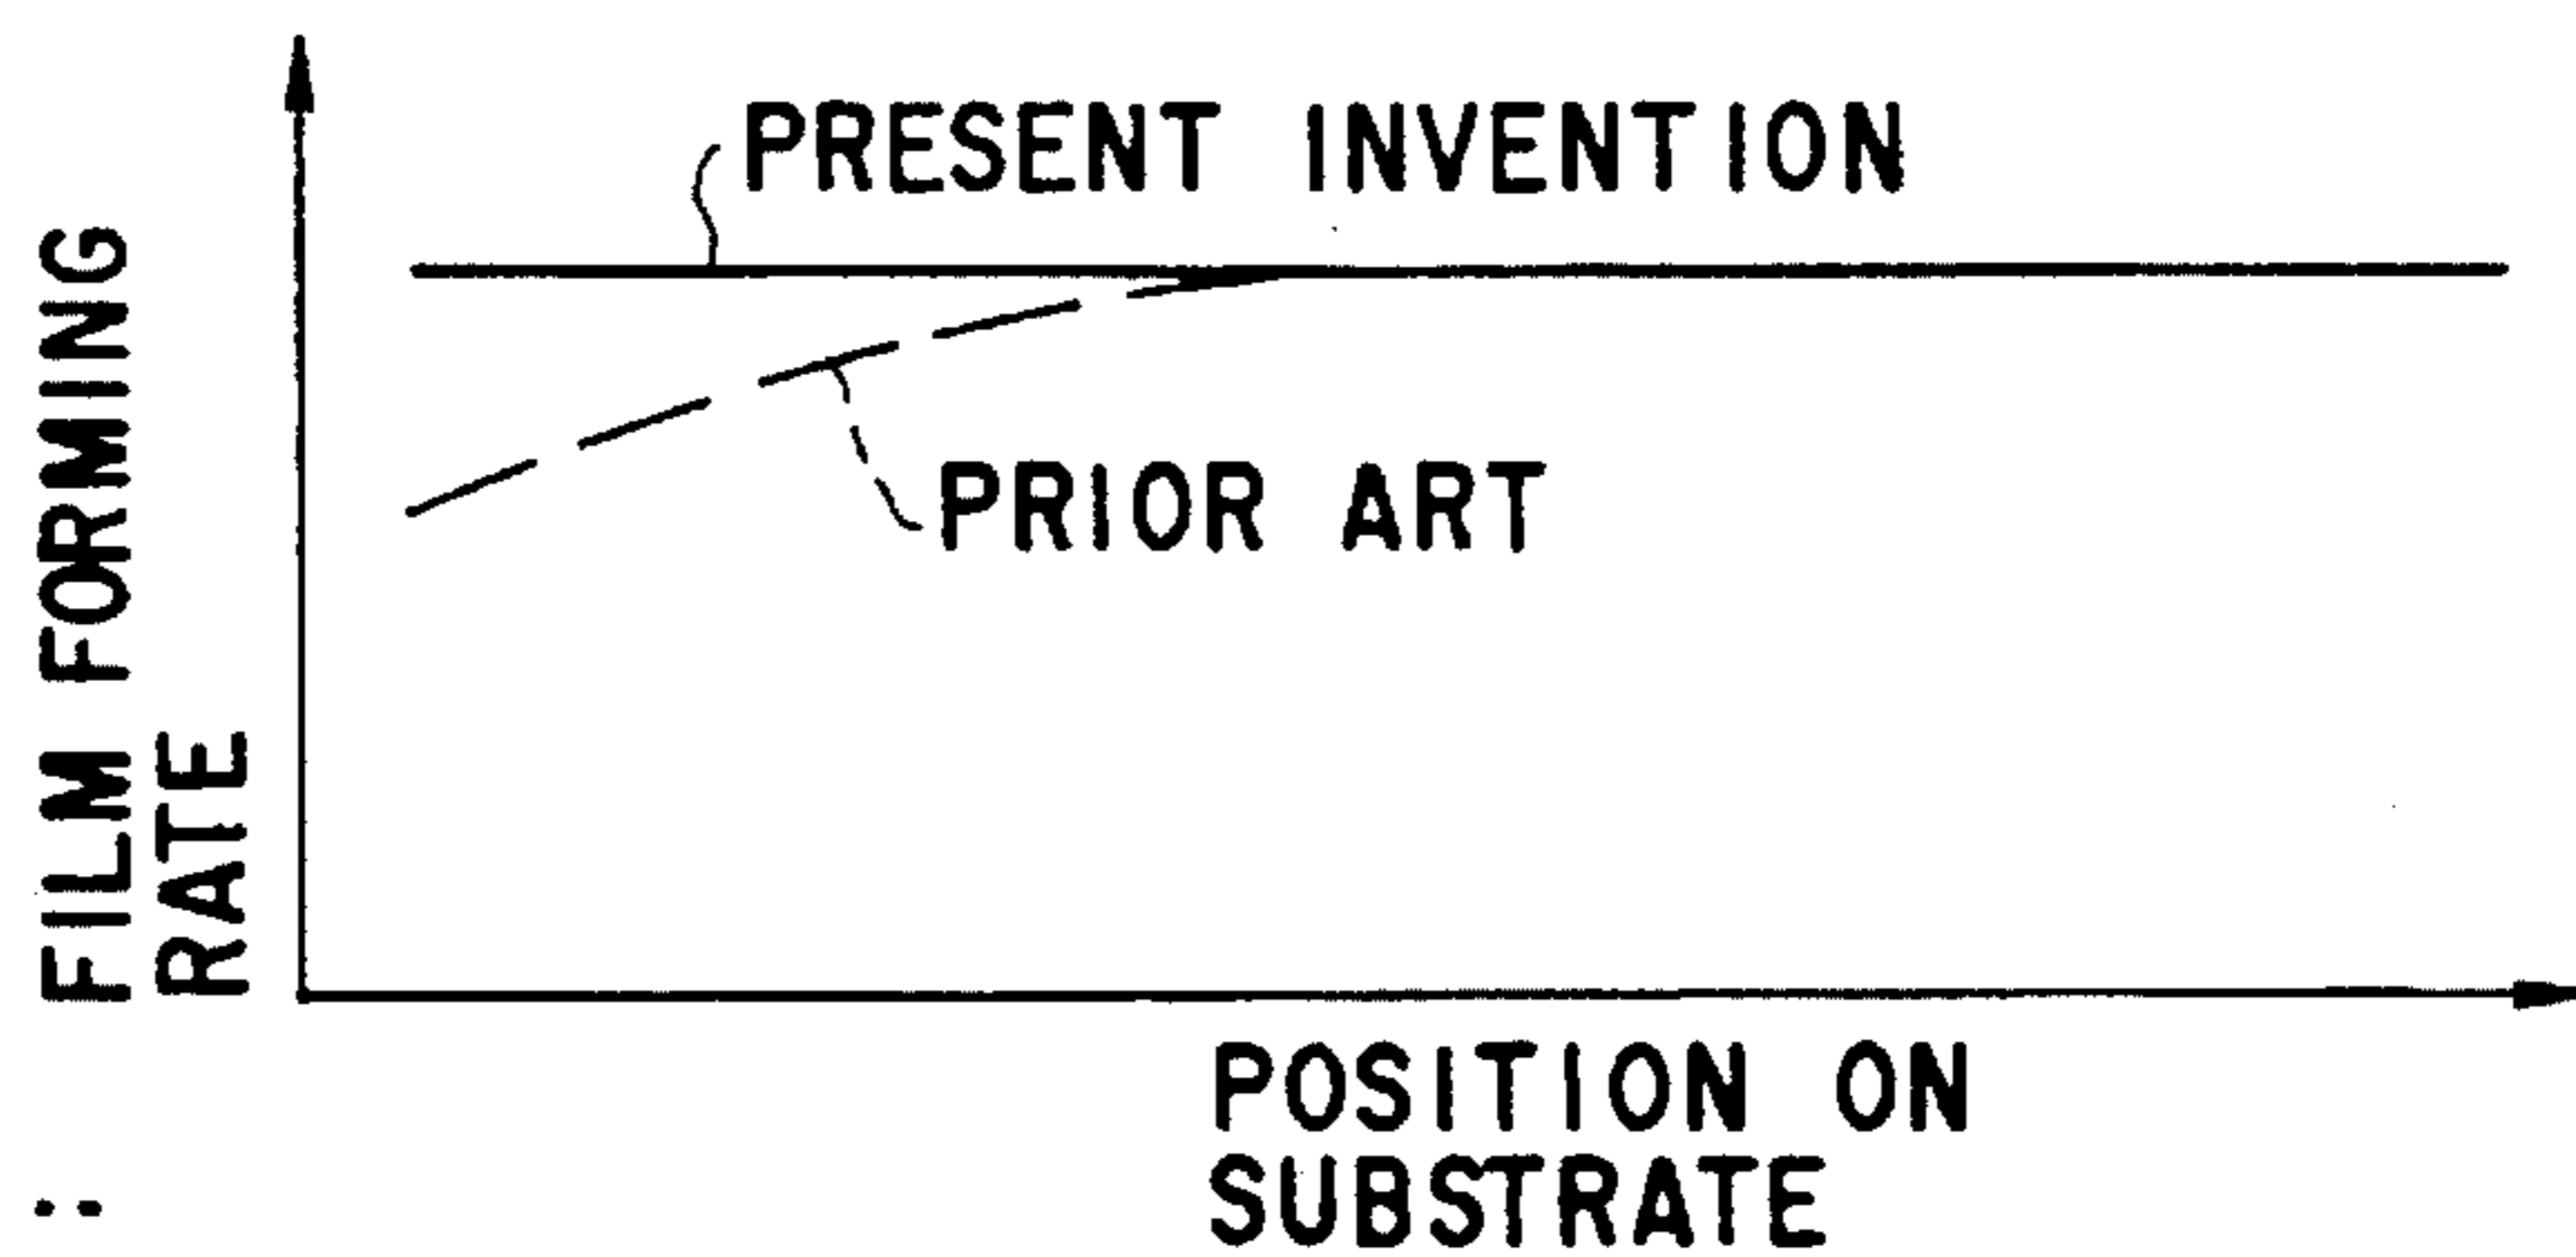 FILM FORMING
RATE
PRESENT INVENTION
PRIOR ART
POSITION ON
SUBSTRATE